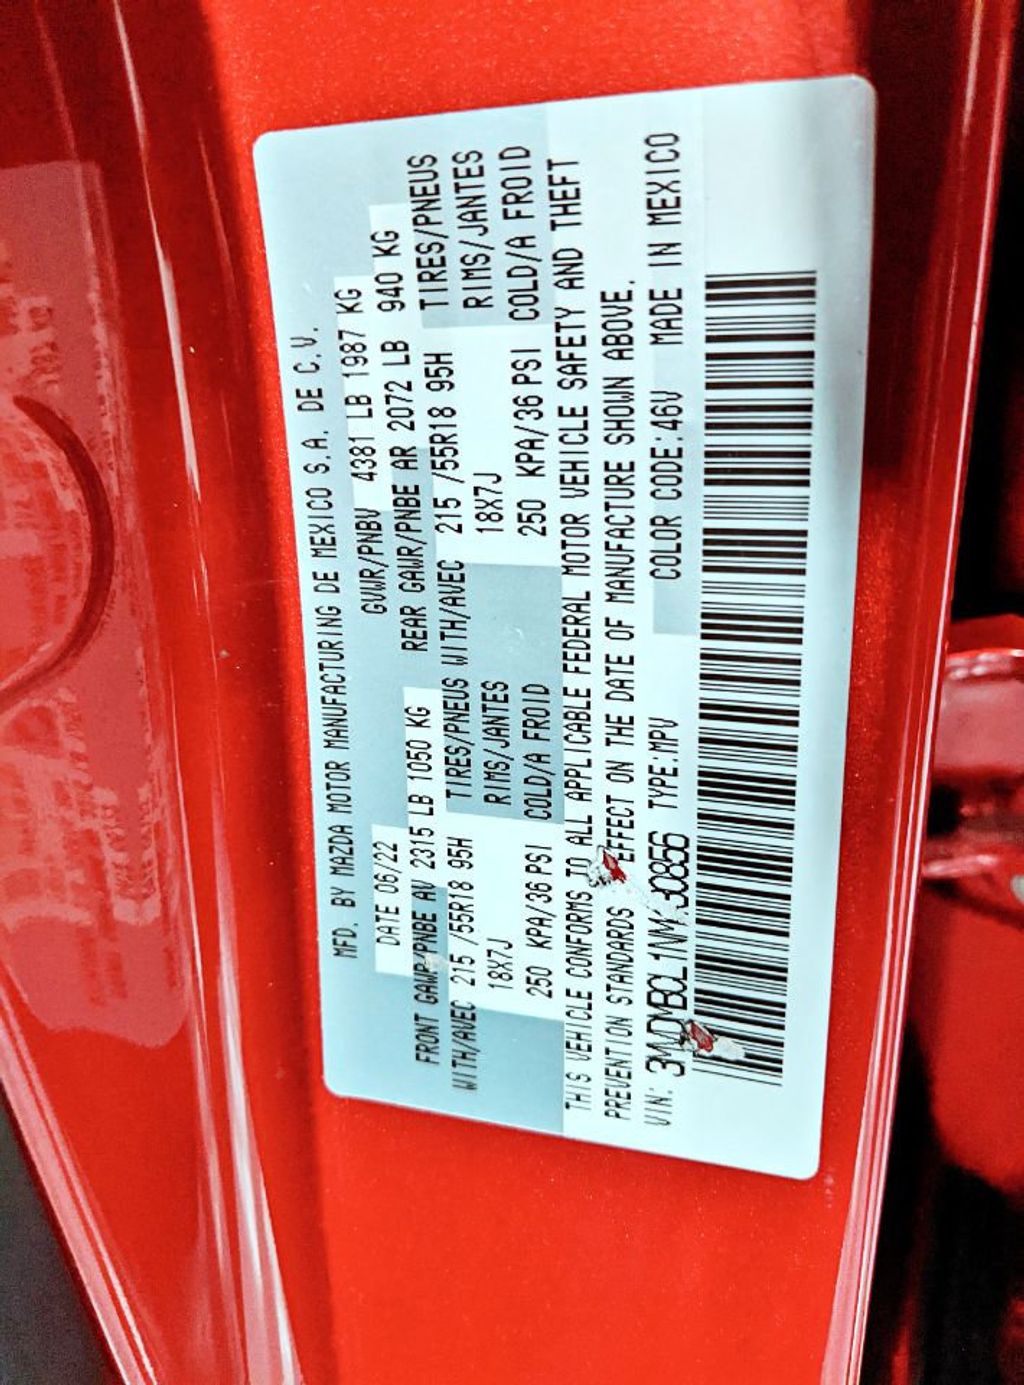 MFD. BY MAZDA MOTOR MANUFACTURING DE MEXICO S.A. DE C.V.
DATE 06/22 GVWR/PNBV 4381 LB 1987 KG
FRONT GAWR/PNBE AV 2315 LB 1050 KG REAR GAWR/PNBE AR 2072 LB 940 KG
WITH/AVEC 215 /55R18 95H TIRES/PNEUS WITH/AVEC 215 /55R18 95H TIRES/PNEUS
18X7J RIMS/JANTES 18X7J RIMS/JANTES
250 KPA/36 PSI COLD/A FROID 250 KPA/36 PSI COLD/A FROID
THIS VEHICLE CONFORMS TO ALL APPLICABLE FEDERAL MOTOR VEHICLE SAFETY AND THEFT
PREVENTION STANDARDS EFFECT ON THE DATE OF MANUFACTURE SHOWN ABOVE.
VIN: TYPE:MPV COLOR CODE:46V MADE IN MEXICO